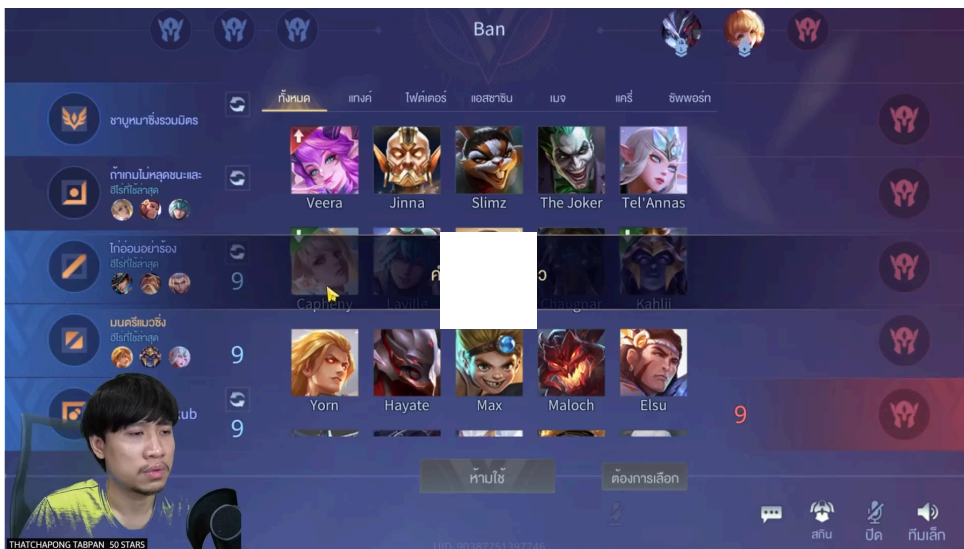 Ban
ทั้งหมด แทงค์ ไฟต์เตอร์ แอสซาซิน เมจ แครี่ ซัพพอร์ท
ชาบูหมาซิ่งรวมมิตร
ถ้าเกมไม่หลุดชนะและ
ฮีโร่ที่ใช้ล่าสุด
Veera Jinna Slimz The Joker Tel'Annas
ไก่อ่อนอย่าร้อง
ฮีโร่ที่ใช้ล่าสุด
9
Capheny Laville Chaugnar Kahlii
มนตรีแมวซิ่ง
ฮีโร่ที่ใช้ล่าสุด
9
Yorn Hayate Max Maloch Elsu
ub
9
9
ห้ามใช้ ต้องการเลือก
สกิน ปิด ทีมเล็ก
THATCHAPONG TABPAN 50 STARS